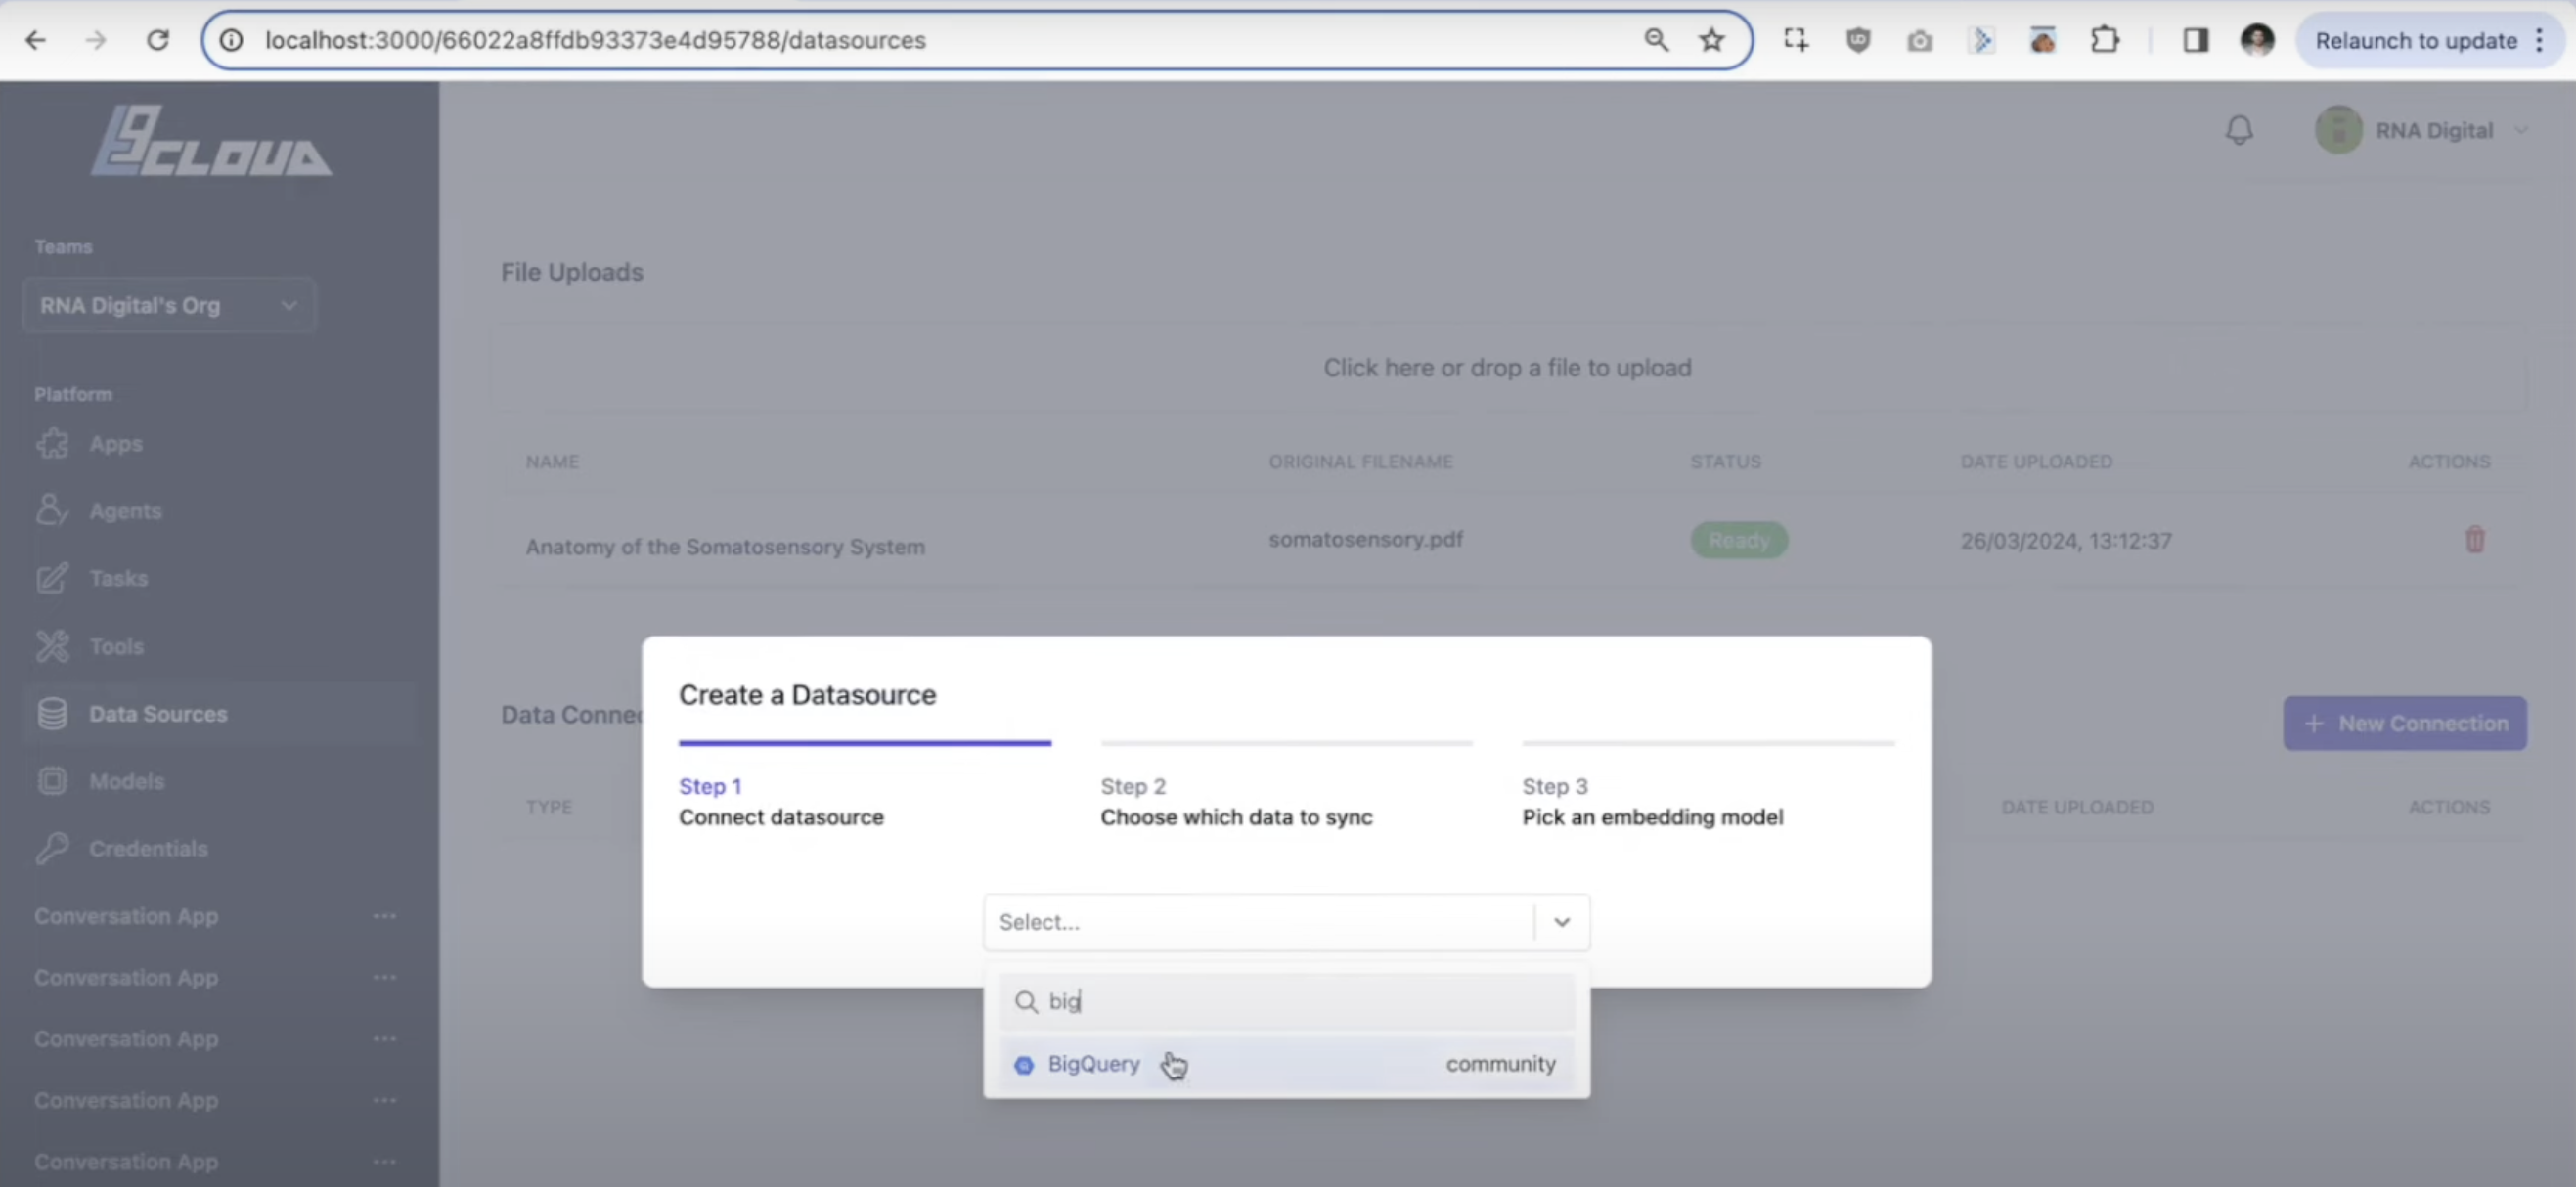 localhost:3000/66022a8ffdb93373e4d95788/datasources
Relaunch to update
RNA Digital
Teams
RNA Digital's Org
Platform
Apps
Agents
Tasks
Tools
Data Sources
Models
Credentials
Conversation App
Conversation App
Conversation App
Conversation App
Conversation App
File Uploads
Click here or drop a file to upload
NAME ORIGINAL FILENAME STATUS DATE UPLOADED ACTIONS
Anatomy of the Somatosensory System somatosensory.pdf Ready 26/03/2024, 13:12:37
Data Connec
New Connection
TYPE DATE UPLOADED ACTIONS
Create a Datasource
Step 1
Connect datasource
Step 2
Choose which data to sync
Step 3
Pick an embedding model
Select...
big
BigQuery community